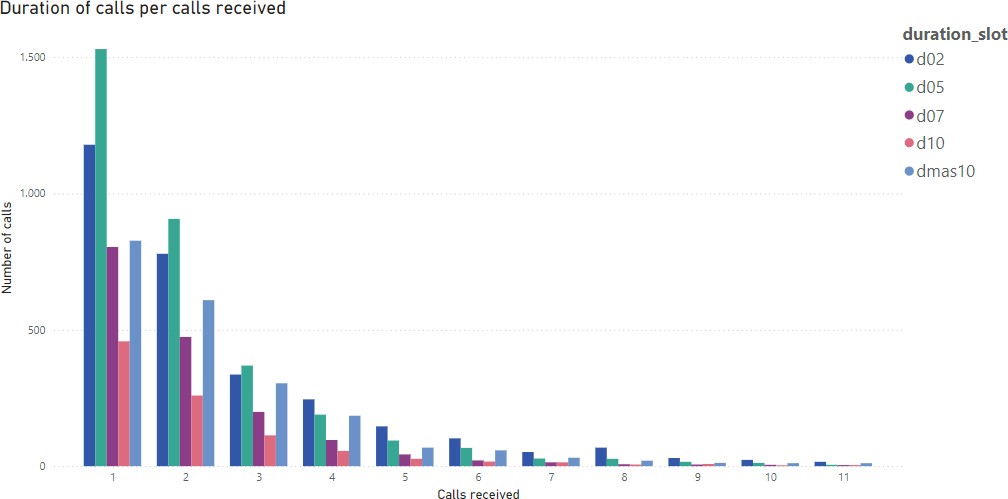 Duration of calls per calls received
duration_slot
d02
d05
d07
d10
dmas10
Number of calls
1.500
1.000
500
0
1 2 3 4 5 6 7 8 9 10 11
Calls received